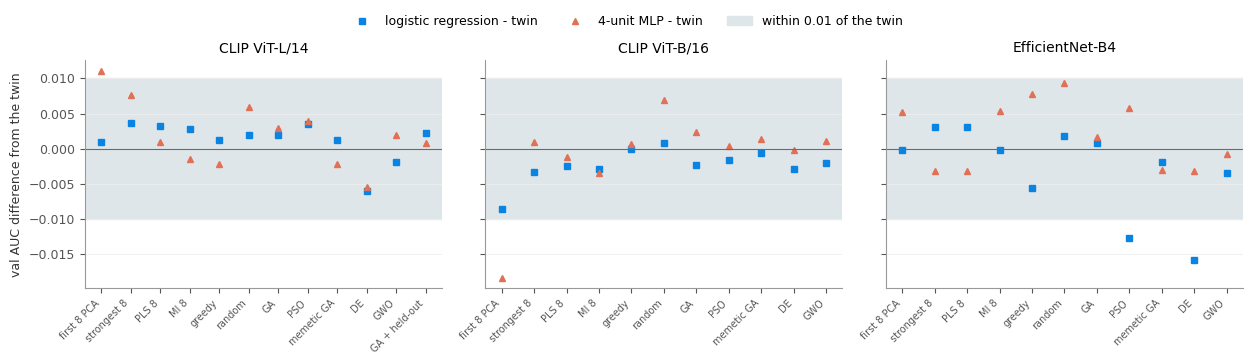 logistic regression - twin 4-unit MLP - twin within 0.01 of the twin
CLIP ViT-L/14 CLIP ViT-B/16 EfficientNet-B4
val AUC difference from the twin
0.010
0.005
0.000
−0.005
−0.010
−0.015
first 8 PCA strongest 8 PLS 8 MI 8 greedy random GA PSO memetic GA DE GWO GA + held-out
first 8 PCA strongest 8 PLS 8 MI 8 greedy random GA PSO memetic GA DE GWO
first 8 PCA strongest 8 PLS 8 MI 8 greedy random GA PSO memetic GA DE GWO